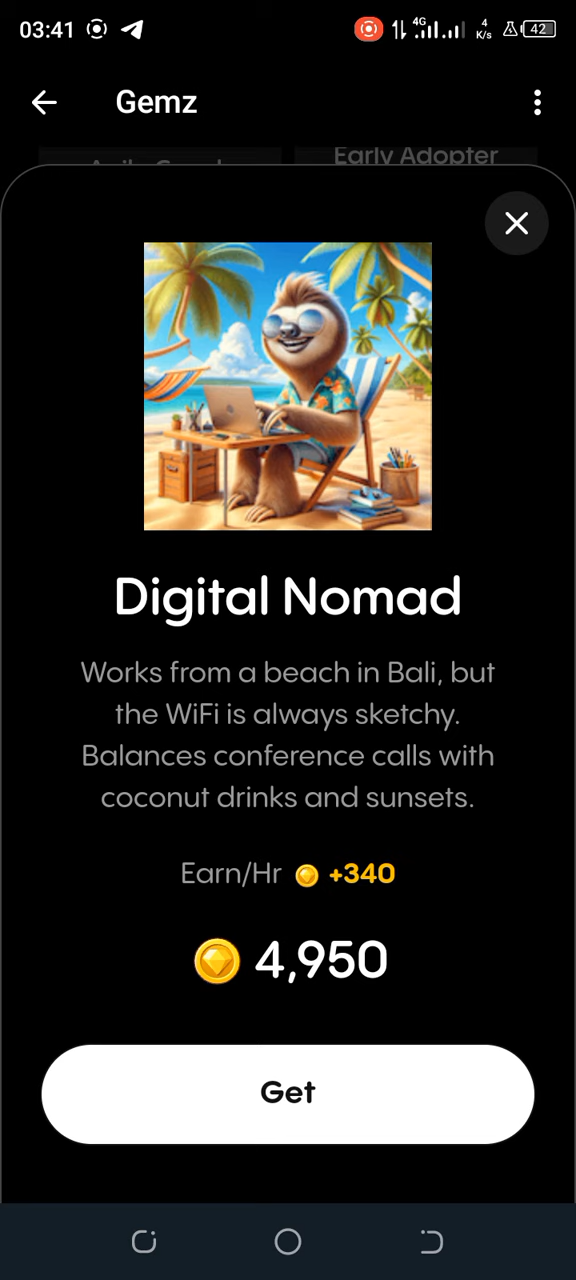 03:41
4G
4
K/s
42
Gemz
Early Adopter
Digital Nomad
Works from a beach in Bali, but
the WiFi is always sketchy.
Balances conference calls with
coconut drinks and sunsets.
Earn/Hr +340
4,950
Get